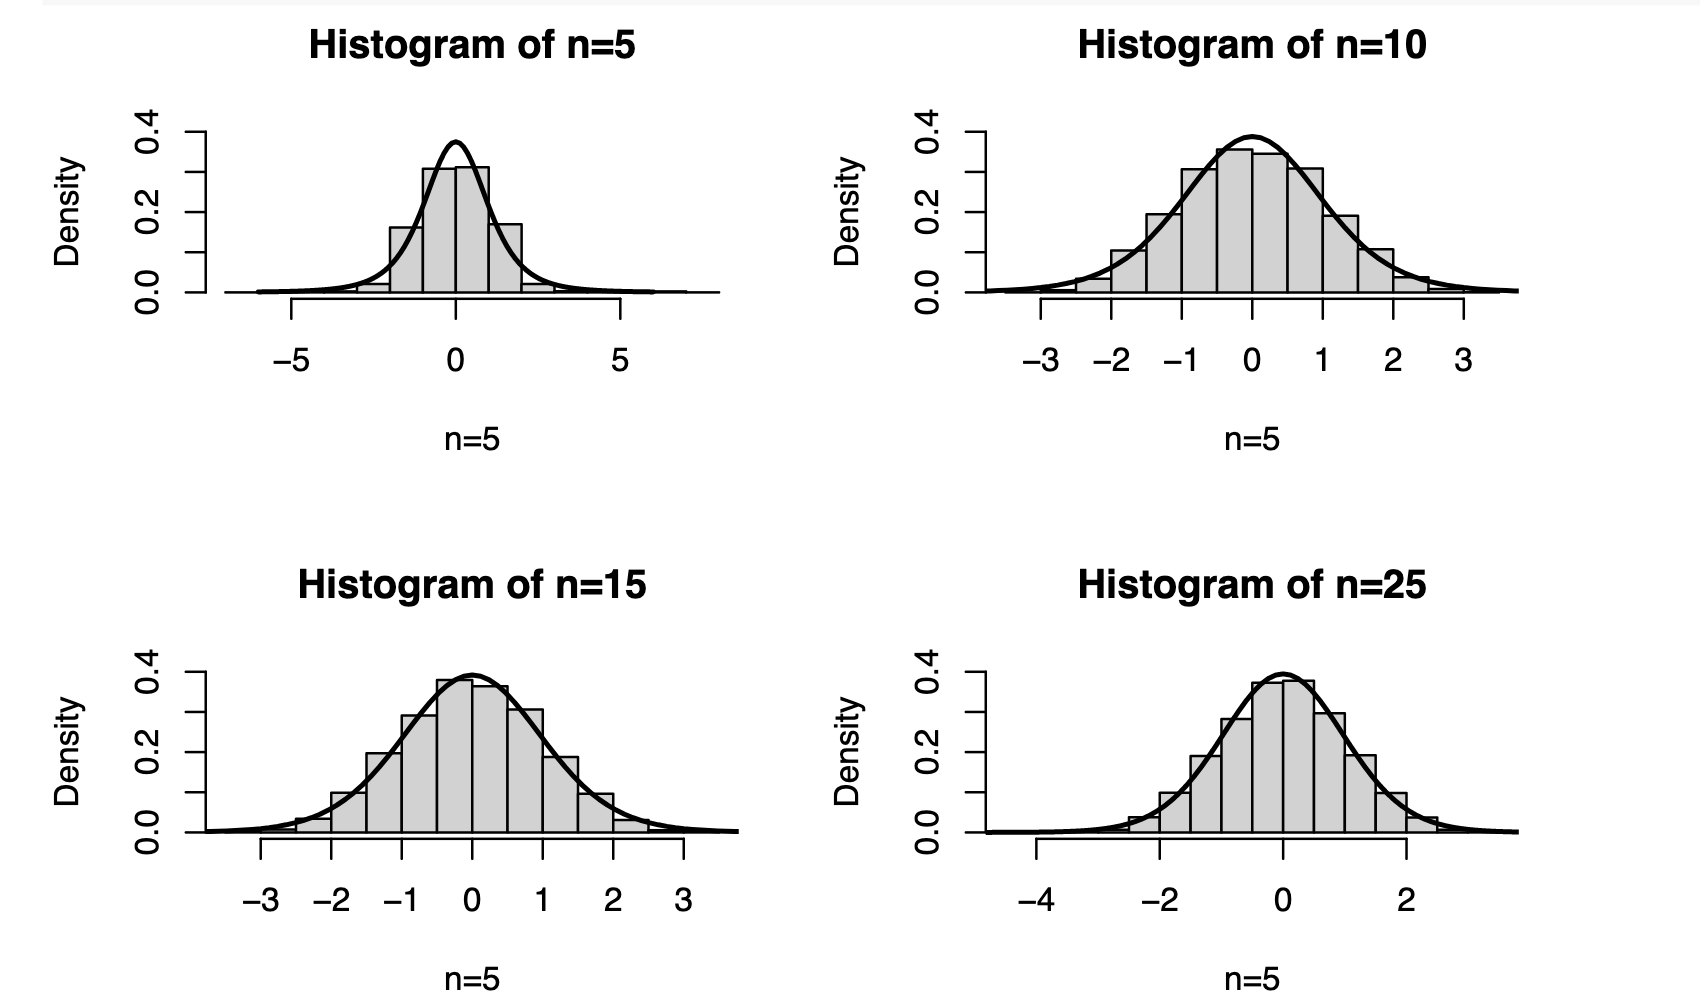 Histogram of n=5
Density
0.0 0.2 0.4
−5 0 5
n=5
Histogram of n=10
Density
0.0 0.2 0.4
−3 −2 −1 0 1 2 3
n=5
Histogram of n=15
Density
0.0 0.2 0.4
−3 −2 −1 0 1 2 3
n=5
Histogram of n=25
Density
0.0 0.2 0.4
−4 −2 0 2
n=5